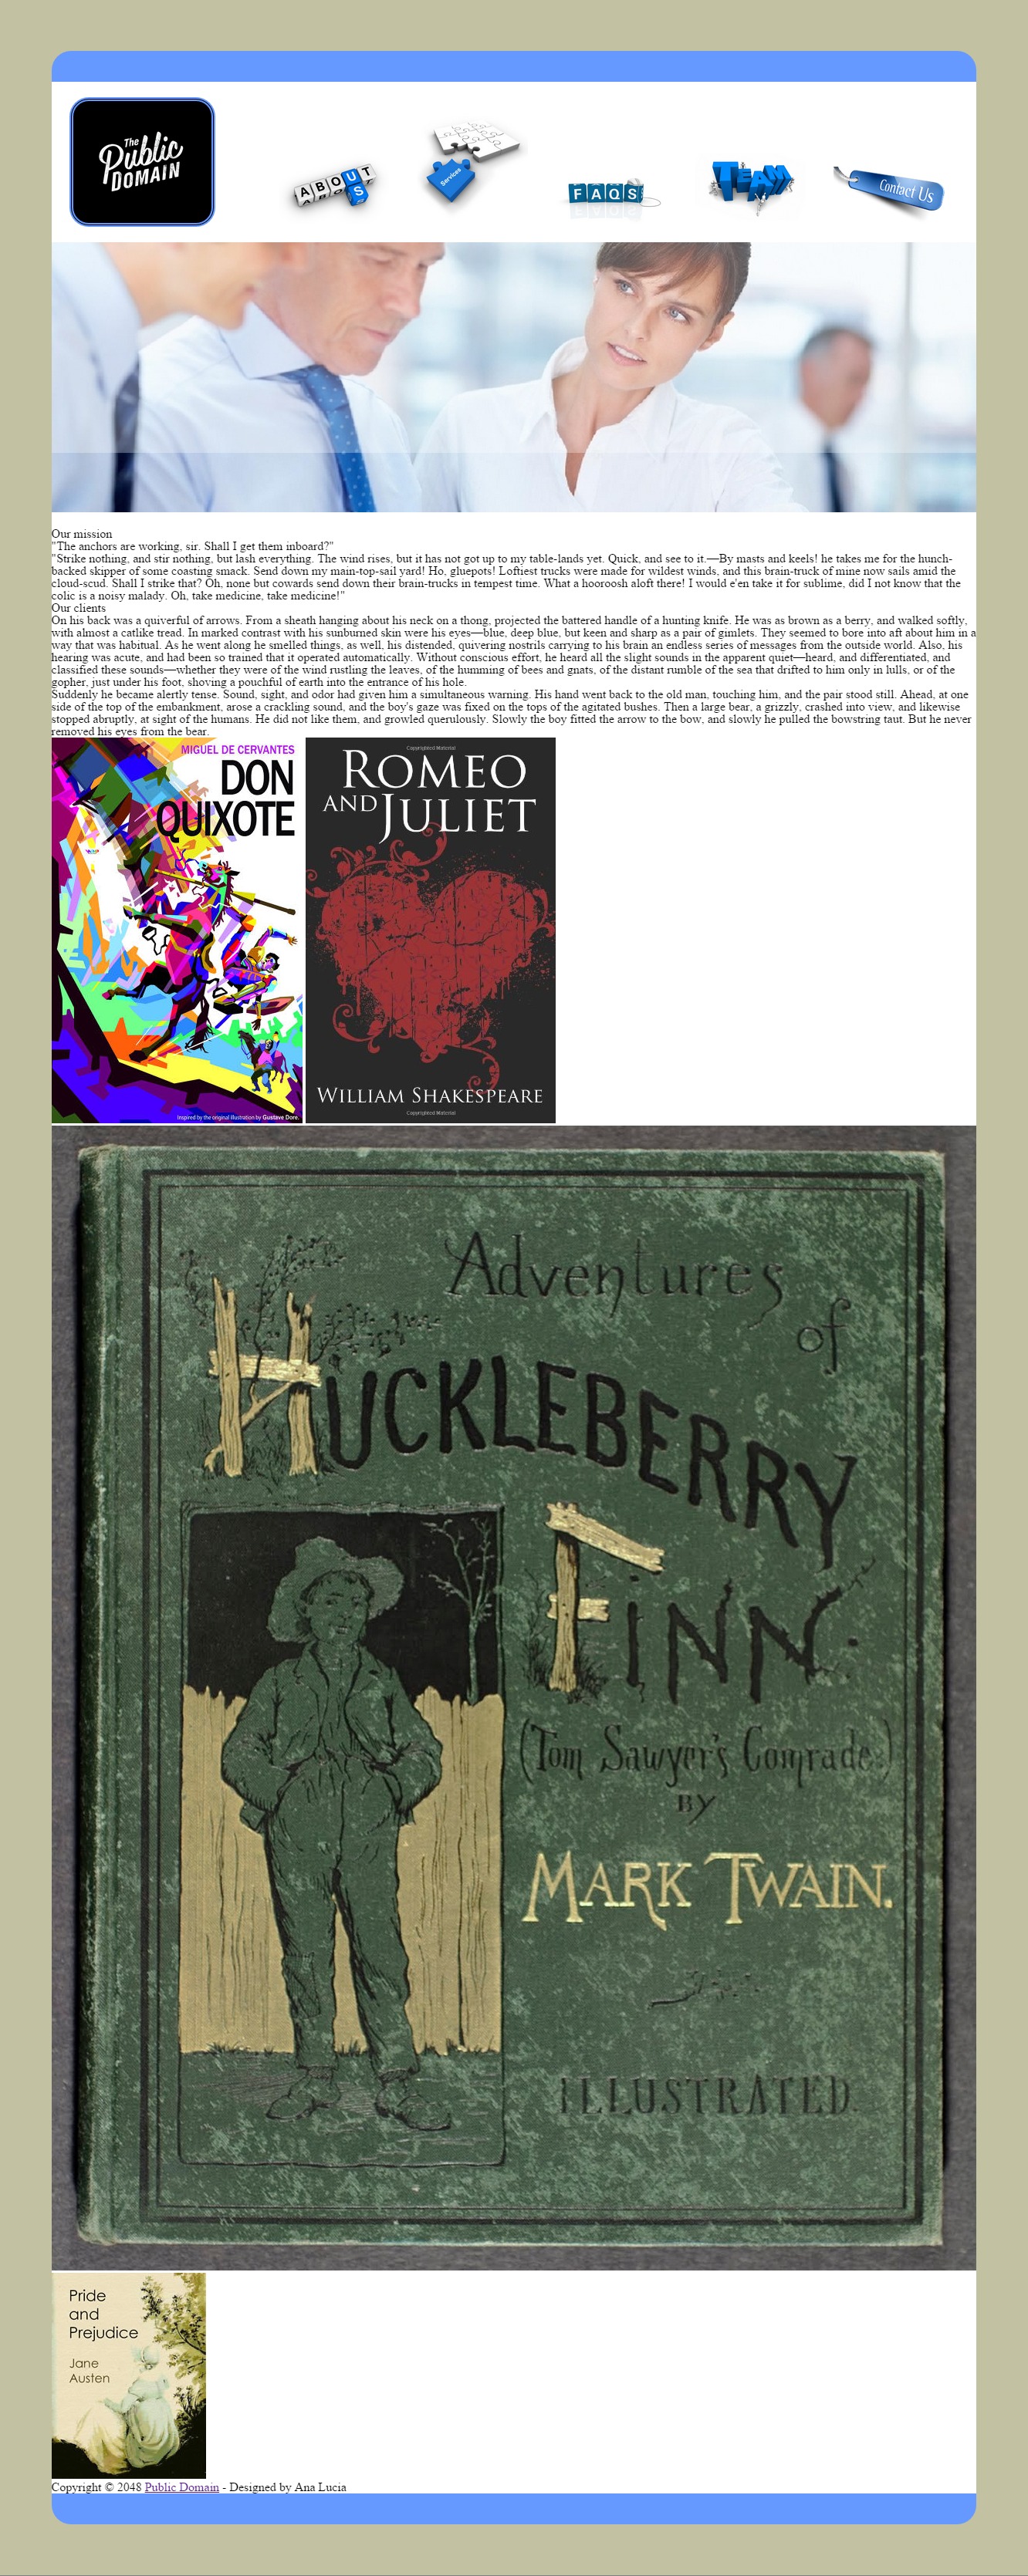 The
Public
DOMAIN
ABOUT
US
Services
FAQS
TEAM
Contact Us
Our mission
"The anchors are working, sir. Shall I get them inboard?"
"Strike nothing, and stir nothing, but lash everything. The wind rises, but it has not got up to my table-lands yet. Quick, and see to it.—By masts and keels! he takes me for the hunch-
backed skipper of some coasting smack. Send down my main-top-sail yard! Ho, gluepots! Loftiest trucks were made for wildest winds, and this brain-truck of mine now sails amid the
cloud-scud. Shall I strike that? Oh, none but cowards send down their brain-trucks in tempest time. What a hooroosh aloft there! I would e'en take it for sublime, did I not know that the
colic is a noisy malady. Oh, take medicine, take medicine!"
Our clients
On his back was a quiverful of arrows. From a sheath hanging about his neck on a thong, projected the battered handle of a hunting knife. He was as brown as a berry, and walked softly,
with almost a catlike tread. In marked contrast with his sunburned skin were his eyes—blue, deep blue, but keen and sharp as a pair of gimlets. They seemed to bore into aft about him in a
way that was habitual. As he went along he smelled things, as well, his distended, quivering nostrils carrying to his brain an endless series of messages from the outside world. Also, his
hearing was acute, and had been so trained that it operated automatically. Without conscious effort, he heard all the slight sounds in the apparent quiet—heard, and differentiated, and
classified these sounds—whether they were of the wind rustling the leaves, of the humming of bees and gnats, of the distant rumble of the sea that drifted to him only in lulls, or of the
gopher, just under his foot, shoving a pouchful of earth into the entrance of his hole.
Suddenly he became alertly tense. Sound, sight, and odor had given him a simultaneous warning. His hand went back to the old man, touching him, and the pair stood still. Ahead, at one
side of the top of the embankment, arose a crackling sound, and the boy's gaze was fixed on the tops of the agitated bushes. Then a large bear, a grizzly, crashed into view, and likewise
stopped abruptly, at sight of the humans. He did not like them, and growled querulously. Slowly the boy fitted the arrow to the bow, and slowly he pulled the bowstring taut. But he never
removed his eyes from the bear.
MIGUEL DE CERVANTES
DON
QUIXOTE
Inspired by the original illustration by Gustave Dore.
Copyrighted Material
ROMEO
AND JULIET
WILLIAM SHAKESPEARE
Copyrighted Material
Adventures
of
HUCKLEBERRY
FINN.
(Tom Sawyer's Comrade.)
BY
MARK TWAIN.
ILLUSTRATED.
Pride
and
Prejudice
Jane
Austen
Copyright © 2048 Public Domain - Designed by Ana Lucia